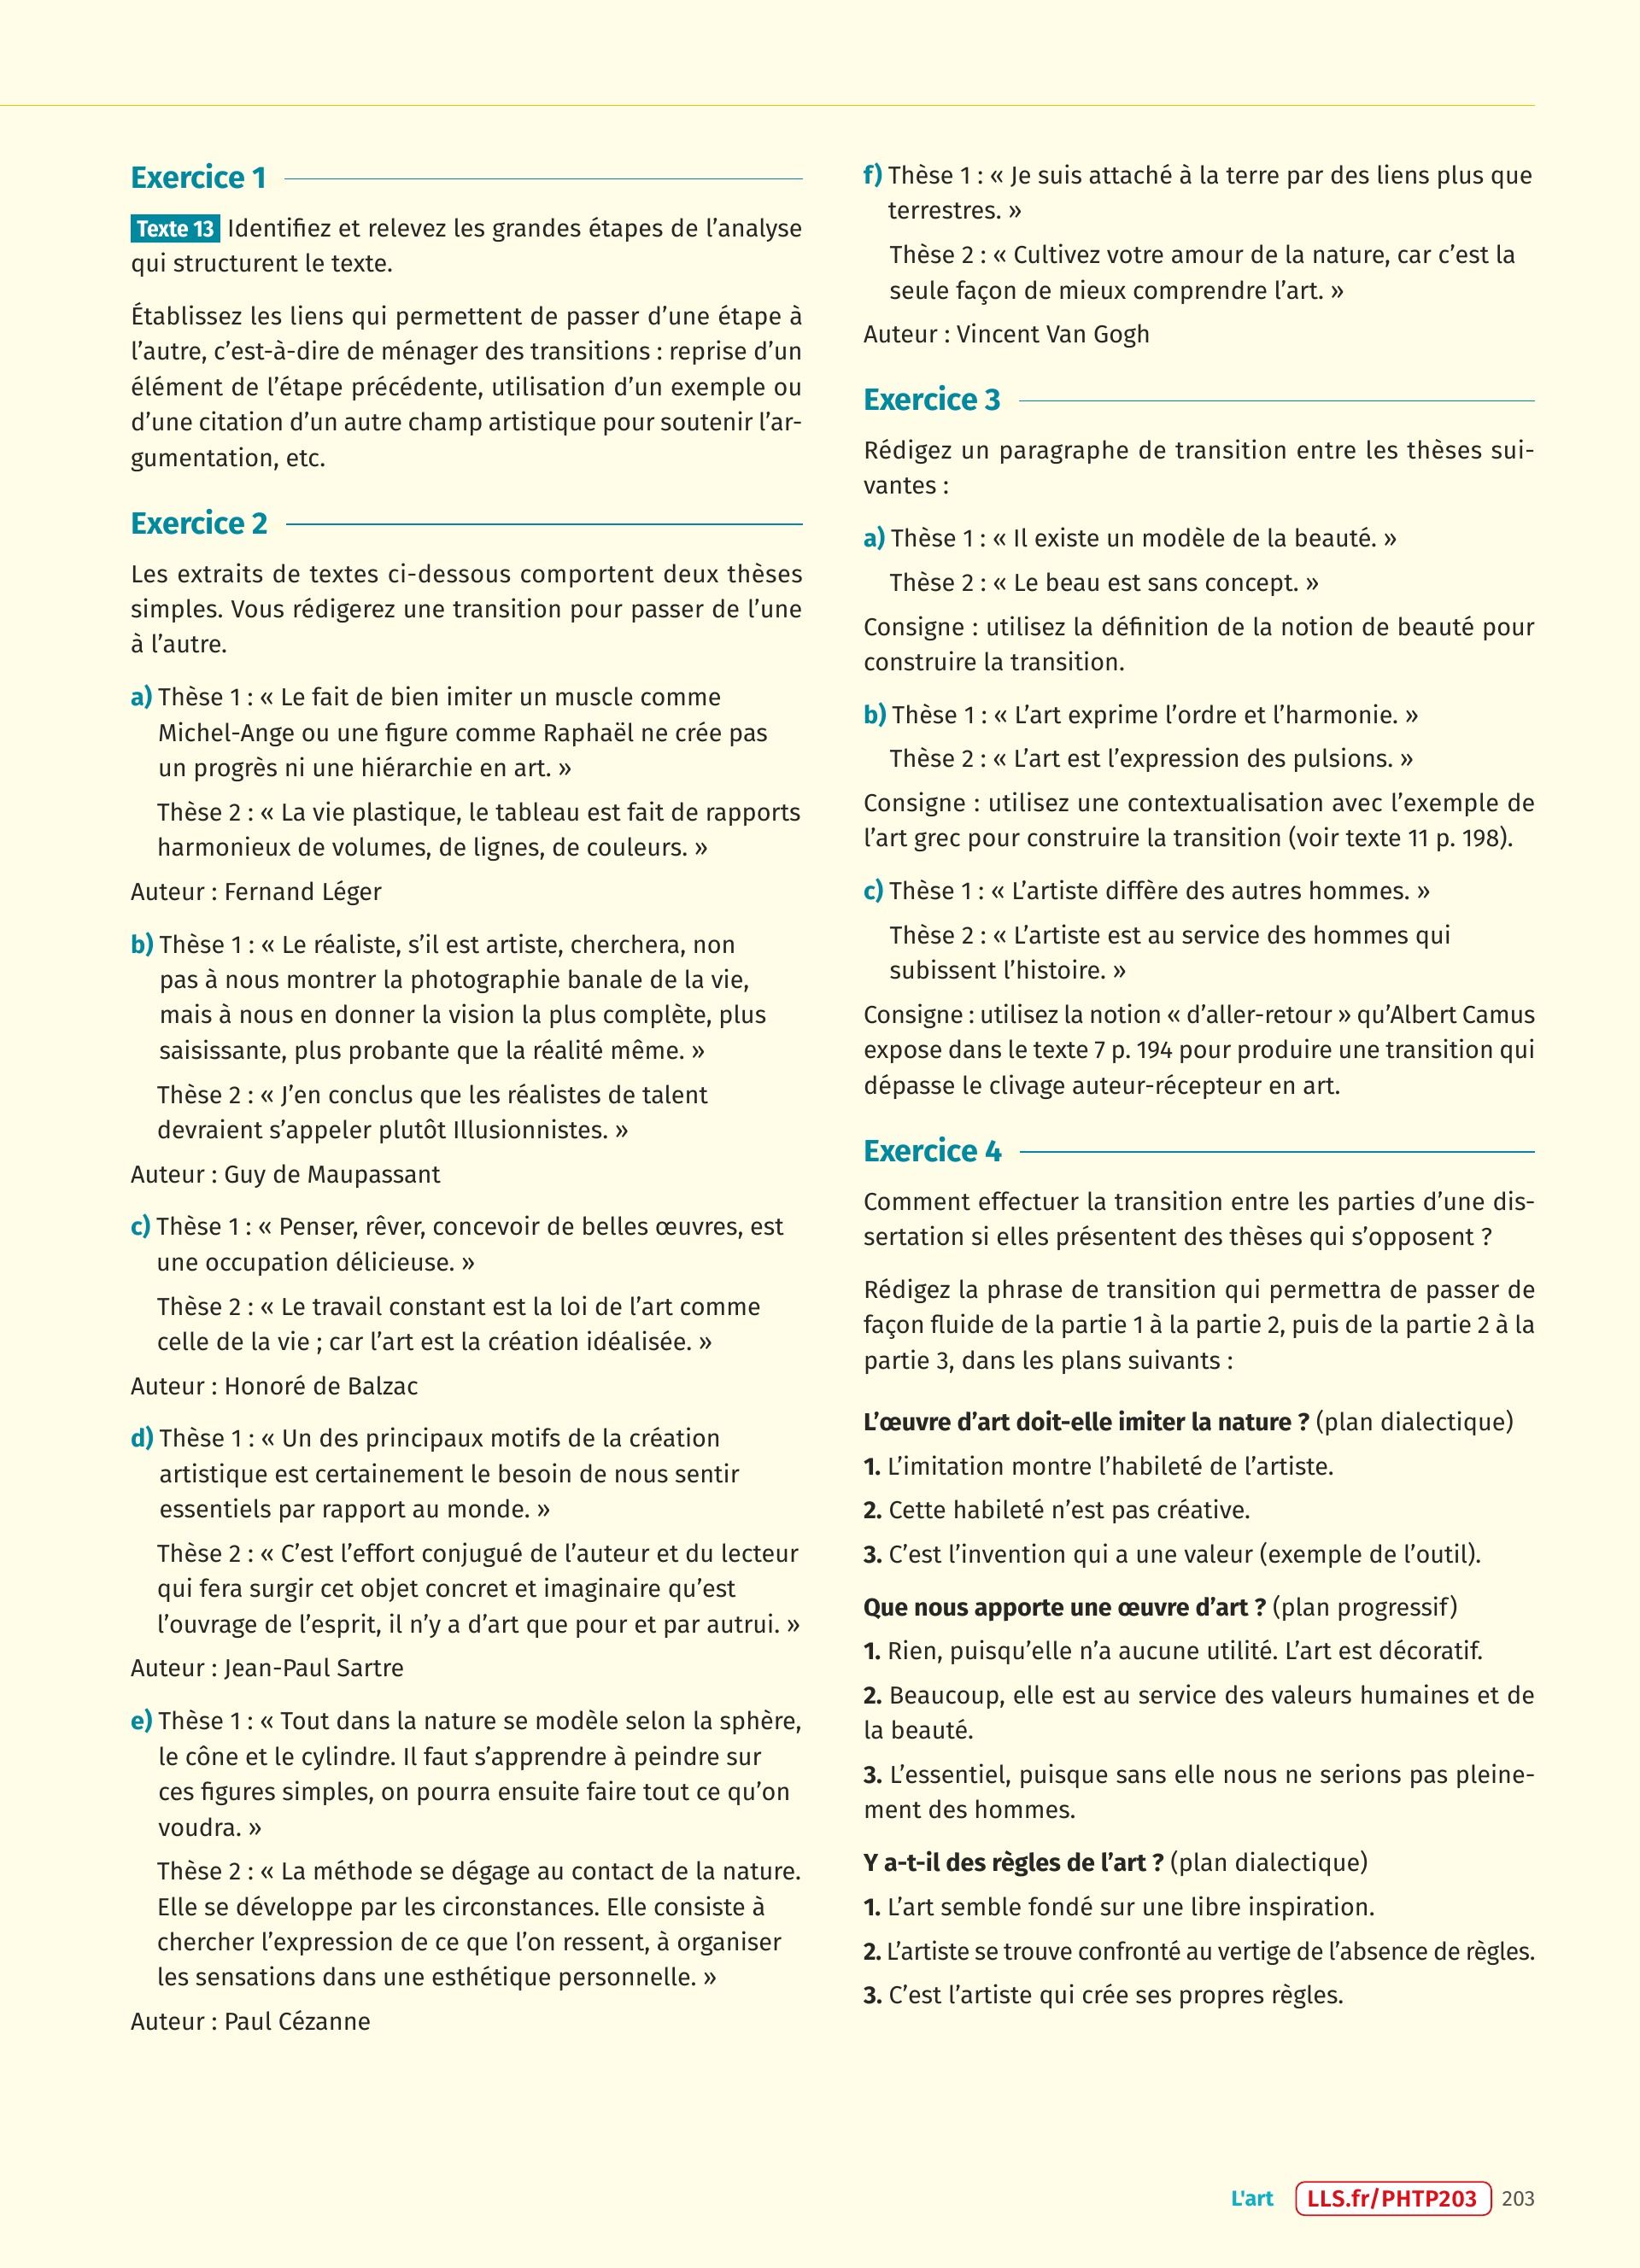 Exercice 1
Texte 13 Identifiez et relevez les grandes étapes de l’analyse
qui structurent le texte.
Établissez les liens qui permettent de passer d’une étape à
l’autre, c’est-à-dire de ménager des transitions : reprise d’un
élément de l’étape précédente, utilisation d’un exemple ou
d’une citation d’un autre champ artistique pour soutenir l’ar-
gumentation, etc.
Exercice 2
Les extraits de textes ci-dessous comportent deux thèses
simples. Vous rédigerez une transition pour passer de l’une
à l’autre.
a) Thèse 1 : « Le fait de bien imiter un muscle comme
Michel-Ange ou une figure comme Raphaël ne crée pas
un progrès ni une hiérarchie en art. »
Thèse 2 : « La vie plastique, le tableau est fait de rapports
harmonieux de volumes, de lignes, de couleurs. »
Auteur : Fernand Léger
b) Thèse 1 : « Le réaliste, s’il est artiste, cherchera, non
pas à nous montrer la photographie banale de la vie,
mais à nous en donner la vision la plus complète, plus
saisissante, plus probante que la réalité même. »
Thèse 2 : « J’en conclus que les réalistes de talent
devraient s’appeler plutôt Illusionnistes. »
Auteur : Guy de Maupassant
c) Thèse 1 : « Penser, rêver, concevoir de belles œuvres, est
une occupation délicieuse. »
Thèse 2 : « Le travail constant est la loi de l’art comme
celle de la vie ; car l’art est la création idéalisée. »
Auteur : Honoré de Balzac
d) Thèse 1 : « Un des principaux motifs de la création
artistique est certainement le besoin de nous sentir
essentiels par rapport au monde. »
Thèse 2 : « C’est l’effort conjugué de l’auteur et du lecteur
qui fera surgir cet objet concret et imaginaire qu’est
l’ouvrage de l’esprit, il n’y a d’art que pour et par autrui. »
Auteur : Jean-Paul Sartre
e) Thèse 1 : « Tout dans la nature se modèle selon la sphère,
le cône et le cylindre. Il faut s’apprendre à peindre sur
ces figures simples, on pourra ensuite faire tout ce qu’on
voudra. »
Thèse 2 : « La méthode se dégage au contact de la nature.
Elle se développe par les circonstances. Elle consiste à
chercher l’expression de ce que l’on ressent, à organiser
les sensations dans une esthétique personnelle. »
Auteur : Paul Cézanne
f) Thèse 1 : « Je suis attaché à la terre par des liens plus que
terrestres. »
Thèse 2 : « Cultivez votre amour de la nature, car c’est la
seule façon de mieux comprendre l’art. »
Auteur : Vincent Van Gogh
Exercice 3
Rédigez un paragraphe de transition entre les thèses sui-
vantes :
a) Thèse 1 : « Il existe un modèle de la beauté. »
Thèse 2 : « Le beau est sans concept. »
Consigne : utilisez la définition de la notion de beauté pour
construire la transition.
b) Thèse 1 : « L’art exprime l’ordre et l’harmonie. »
Thèse 2 : « L’art est l’expression des pulsions. »
Consigne : utilisez une contextualisation avec l’exemple de
l’art grec pour construire la transition (voir texte 11 p. 198).
c) Thèse 1 : « L’artiste diffère des autres hommes. »
Thèse 2 : « L’artiste est au service des hommes qui
subissent l’histoire. »
Consigne : utilisez la notion « d’aller-retour » qu’Albert Camus
expose dans le texte 7 p. 194 pour produire une transition qui
dépasse le clivage auteur-récepteur en art.
Exercice 4
Comment effectuer la transition entre les parties d’une dis-
sertation si elles présentent des thèses qui s’opposent ?
Rédigez la phrase de transition qui permettra de passer de
façon fluide de la partie 1 à la partie 2, puis de la partie 2 à la
partie 3, dans les plans suivants :
L’œuvre d’art doit-elle imiter la nature ? (plan dialectique)
1. L’imitation montre l’habileté de l’artiste.
2. Cette habileté n’est pas créative.
3. C’est l’invention qui a une valeur (exemple de l’outil).
Que nous apporte une œuvre d’art ? (plan progressif)
1. Rien, puisqu’elle n’a aucune utilité. L’art est décoratif.
2. Beaucoup, elle est au service des valeurs humaines et de
la beauté.
3. L’essentiel, puisque sans elle nous ne serions pas pleine-
ment des hommes.
Y a-t-il des règles de l’art ? (plan dialectique)
1. L’art semble fondé sur une libre inspiration.
2. L’artiste se trouve confronté au vertige de l’absence de règles.
3. C’est l’artiste qui crée ses propres règles.
L'art LLS.fr/PHTP203 203